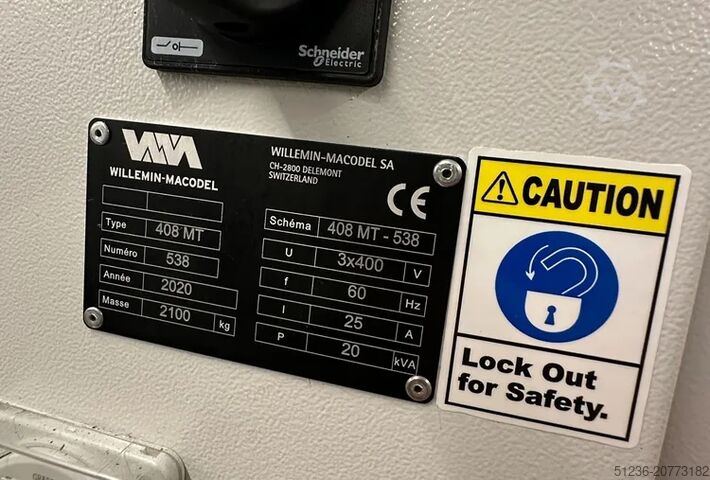 Schneider
Electric
WILLEMIN-MACODEL
WILLEMIN-MACODEL SA
CH-2800 DELEMONT
SWITZERLAND
CE
Type 408 MT
Numéro 538
Année 2020
Masse 2100 kg
Schéma 408 MT - 538
U 3x400 V
f 60 Hz
I 25 A
P 20 kVA
CAUTION
Lock Out
for Safety.
51236-20773182